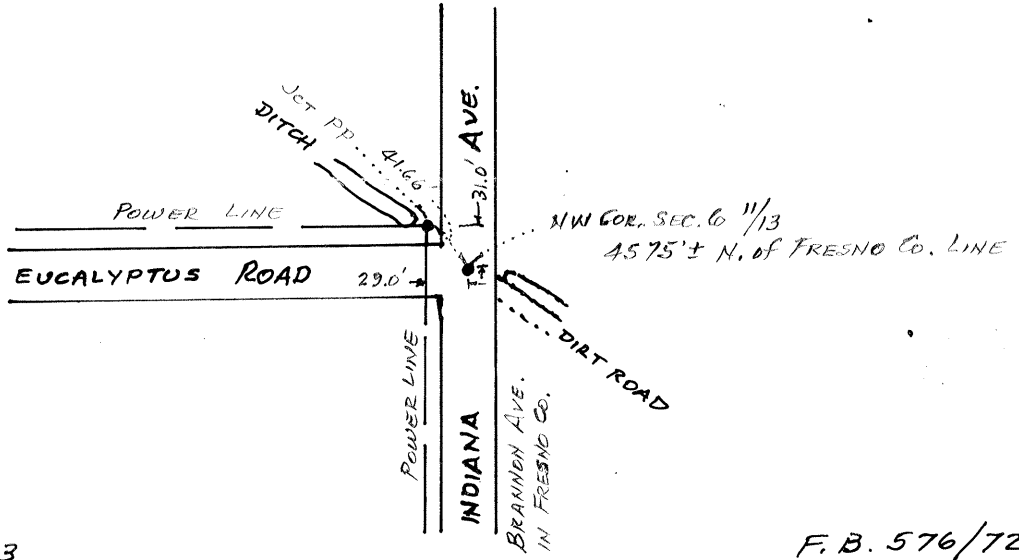 Jct PP.
DITCH
41.66'
AVE.
31.0'
POWER LINE
NW COR. SEC. 6 11/13
4575'± N. of FRESNO CO. LINE
EUCALYPTUS ROAD
29.0'
DIRT ROAD
POWER LINE
INDIANA
BRANNON AVE.
IN FRESNO CO.
3
F.B. 576/72